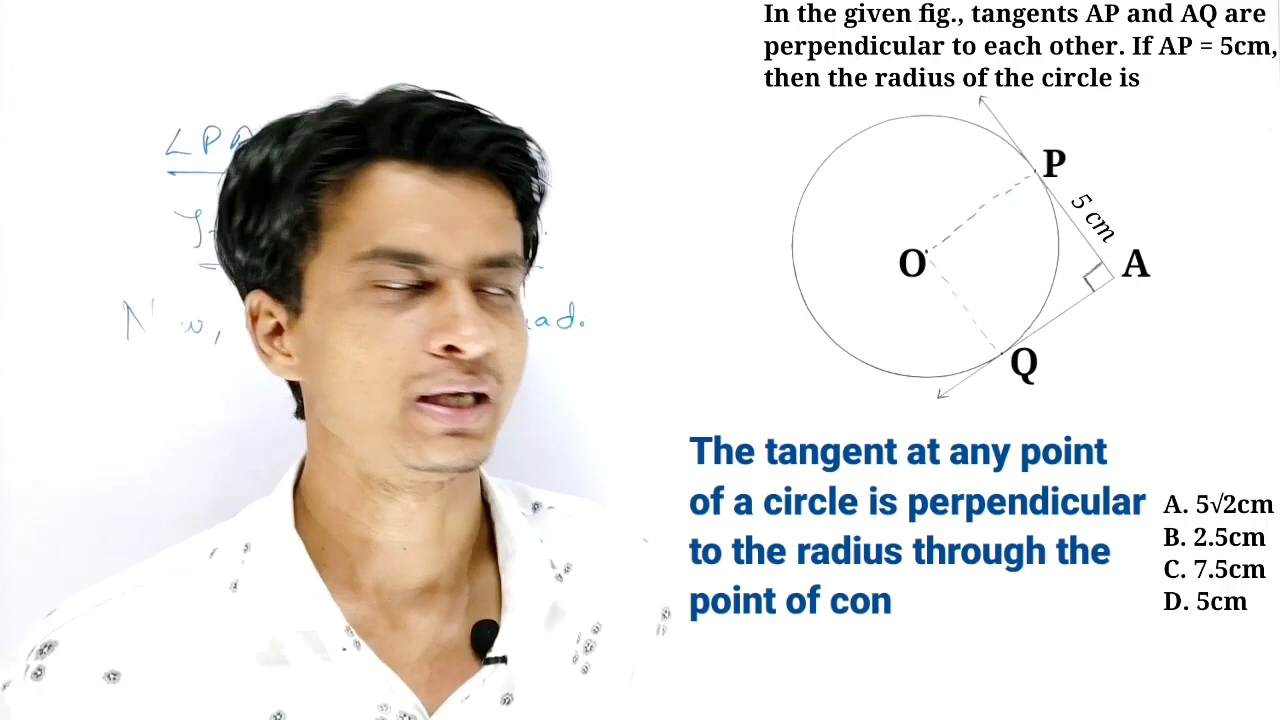 In the given fig., tangents AP and AQ are
perpendicular to each other. If AP = 5cm,
then the radius of the circle is
P
5 cm
O
A
Q
The tangent at any point
of a circle is perpendicular
to the radius through the
point of con
A. 5√2cm
B. 2.5cm
C. 7.5cm
D. 5cm